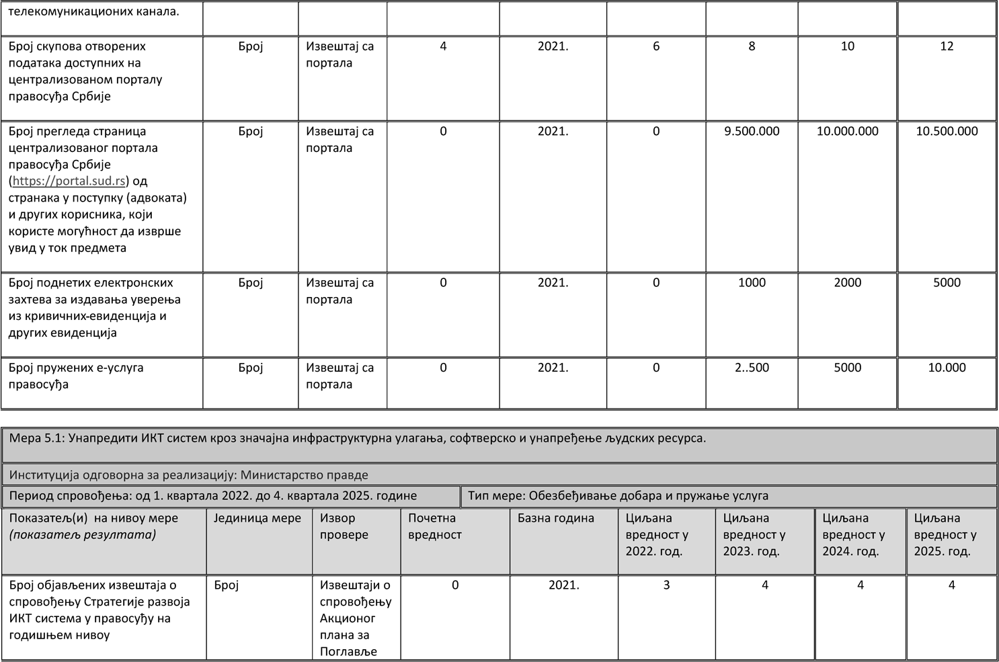 телекомуникационих канала.
Број скупова отворених
података доступних на
централизованом порталу
правосуђа Србије
Број
Извештај са
портала
4
2021.
6
8
10
12
Број прегледа страница
централизованог портала
правосуђа Србије
(https://portal.sud.rs) од
странака у поступку (адвоката)
и других корисника, који
користе могућност да изврше
увид у ток предмета
Број
Извештај са
портала
0
2021.
0
9.500.000
10.000.000
10.500.000
Број поднетих електронских
захтева за издавања уверења
из кривичних-евиденција и
других евиденција
Број
Извештај са
портала
0
2021.
0
1000
2000
5000
Број пружених е-услуга
правосуђа
Број
Извештај са
портала
0
2021.
0
2..500
5000
10.000
Мера 5.1: Унапредити ИКТ систем кроз значајна инфраструктурна улагања, софтверско и унапређење људских ресурса.
Институција одговорна за реализацију: Министарство правде
Период спровођења: од 1. квартала 2022. до 4. квартала 2025. године
Тип мере: Обезбеђивање добара и пружање услуга
Показатељ(и) на нивоу мере
(показатељ резултата)
Јединица мере
Извор
провере
Почетна
вредност
Базна година
Циљана
вредност у
2022. год.
Циљана
вредност у
2023. год.
Циљана
вредност у
2024. год.
Циљана
вредност у
2025. год.
Број објављених извештаја о
спровођењу Стратегије развоја
ИКТ система у правосуђу на
годишњем нивоу
Број
Извештаји о
спровођењу
Акционог
плана за
Поглавље
0
2021.
3
4
4
4